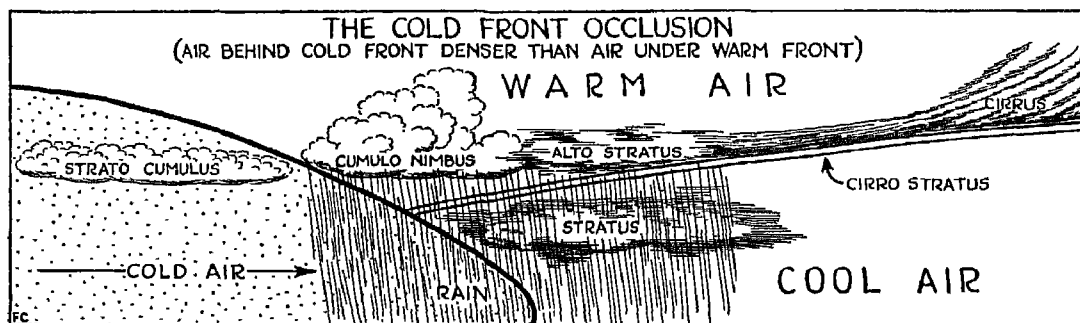 THE COLD FRONT OCCLUSION
(AIR BEHIND COLD FRONT DENSER THAN AIR UNDER WARM FRONT)
WARM AIR
CIRRUS
STRATO CUMULUS
CUMULO NIMBUS
ALTO STRATUS
CIRRO STRATUS
STRATUS
COLD AIR
RAIN
COOL AIR
FC